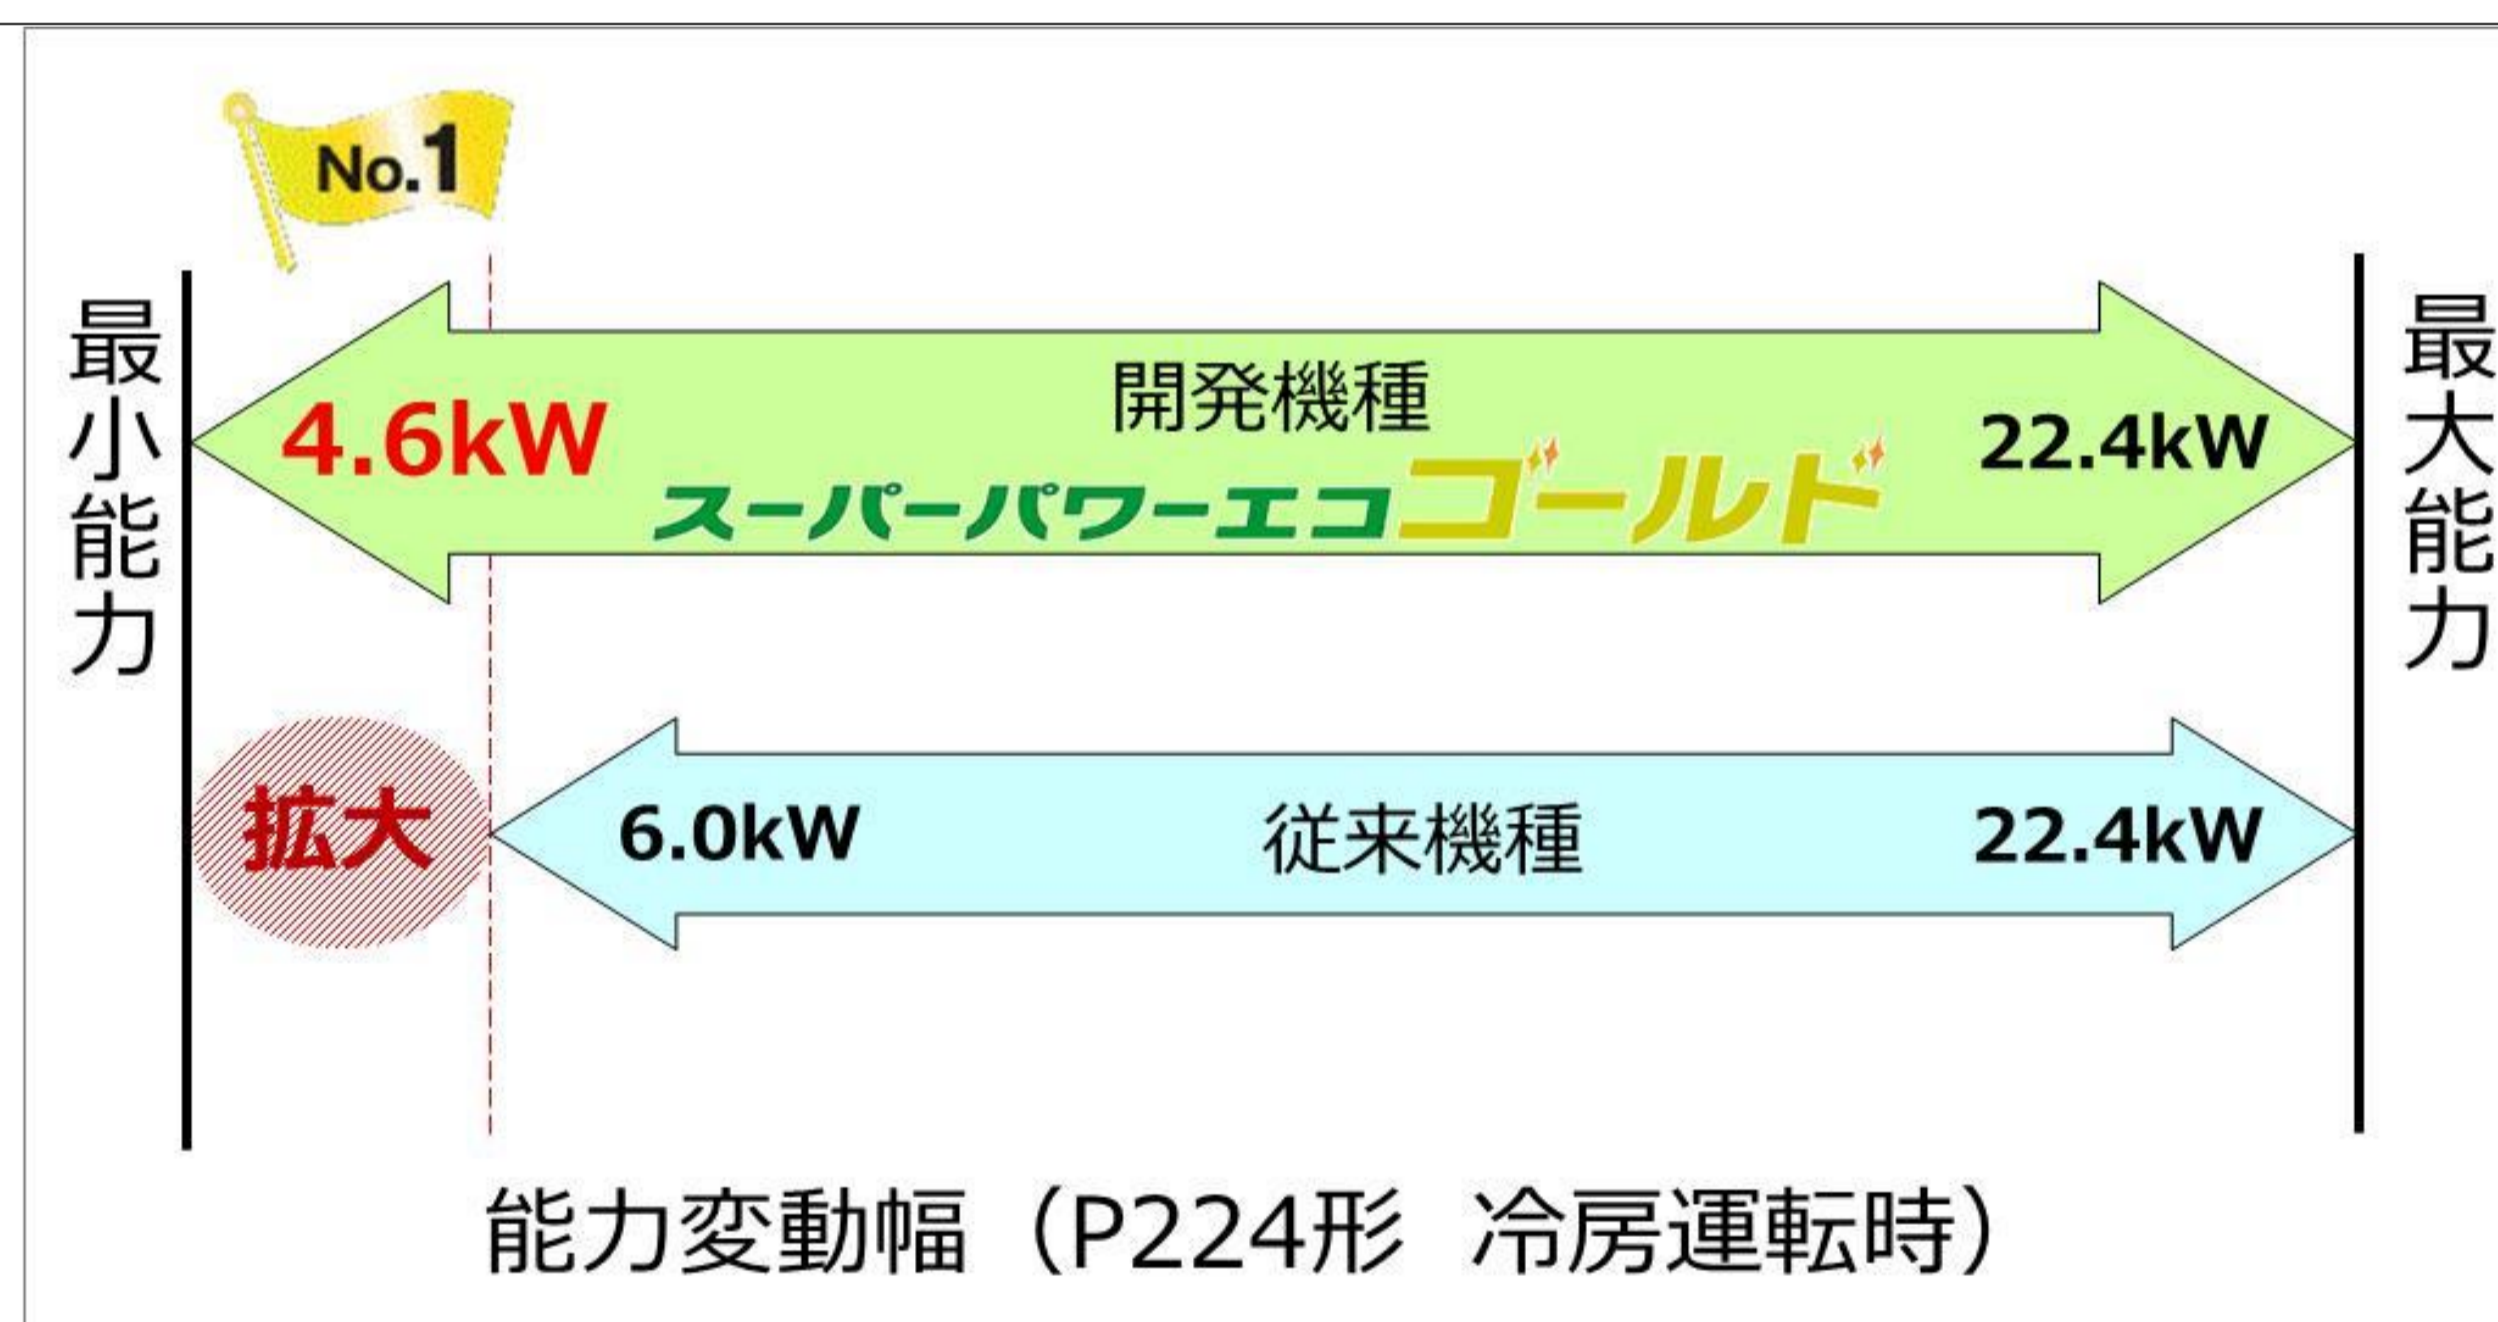 No.1
最小能力
最大能力
開発機種
4.6kW
22.4kW
スーパーパワーエコゴールド
拡大
6.0kW
従来機種
22.4kW
能力変動幅（P224形 冷房運転時）